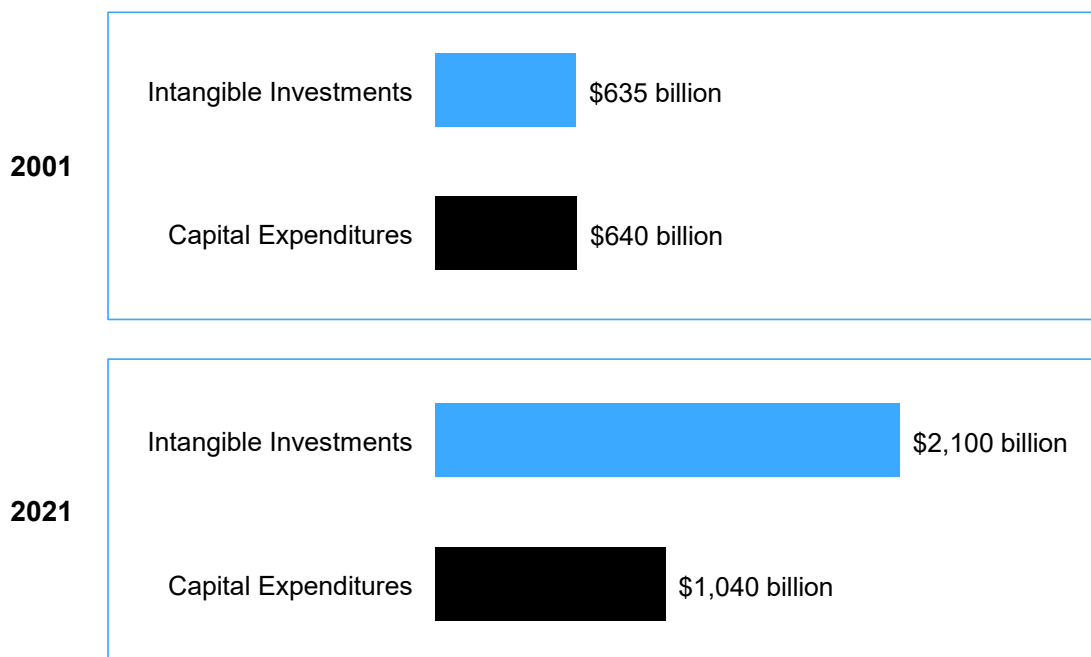 2001
Intangible Investments $635 billion
Capital Expenditures $640 billion
2021
Intangible Investments $2,100 billion
Capital Expenditures $1,040 billion